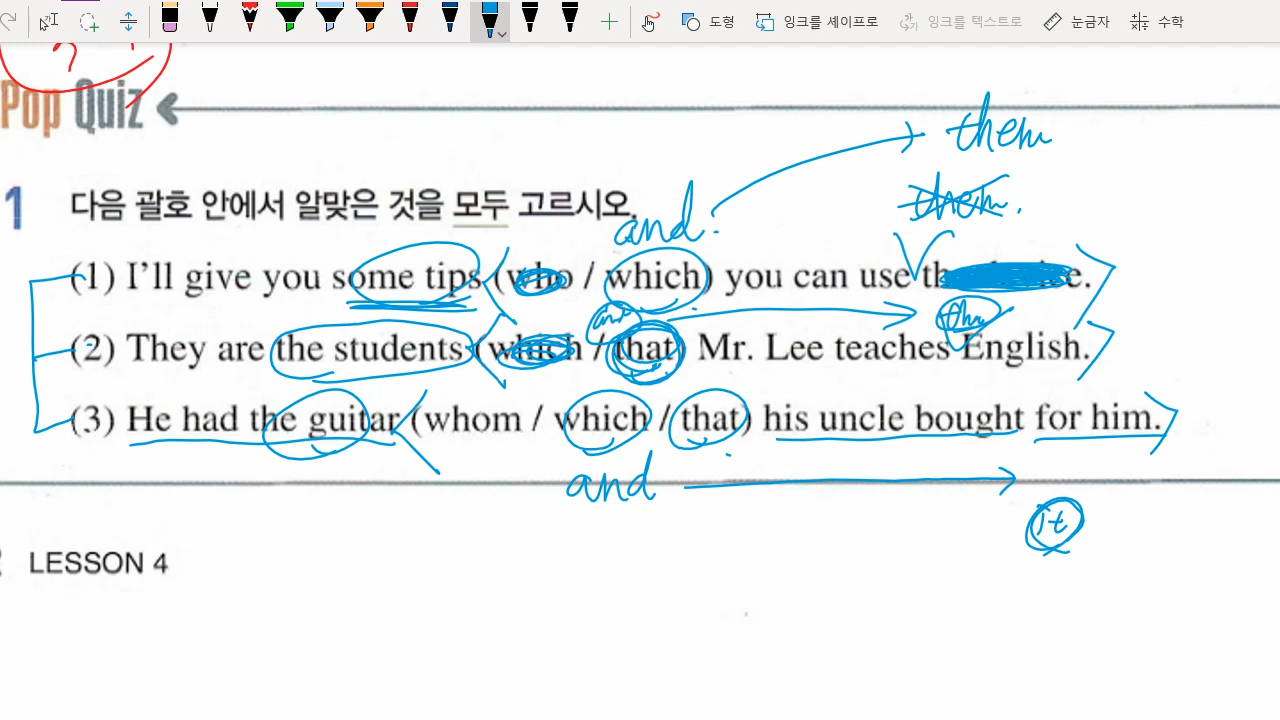 도형 잉크를 셰이프로 잉크를 텍스트로 눈금자 수학
Pop Quiz
them
1 다음 괄호 안에서 알맞은 것을 모두 고르시오.
and
them.
(1) I'll give you some tips (who / which) you can use
and
(2) They are the students (which / that) Mr. Lee teaches English.
(3) He had the guitar (whom / which / that) his uncle bought for him.
and
it
LESSON 4